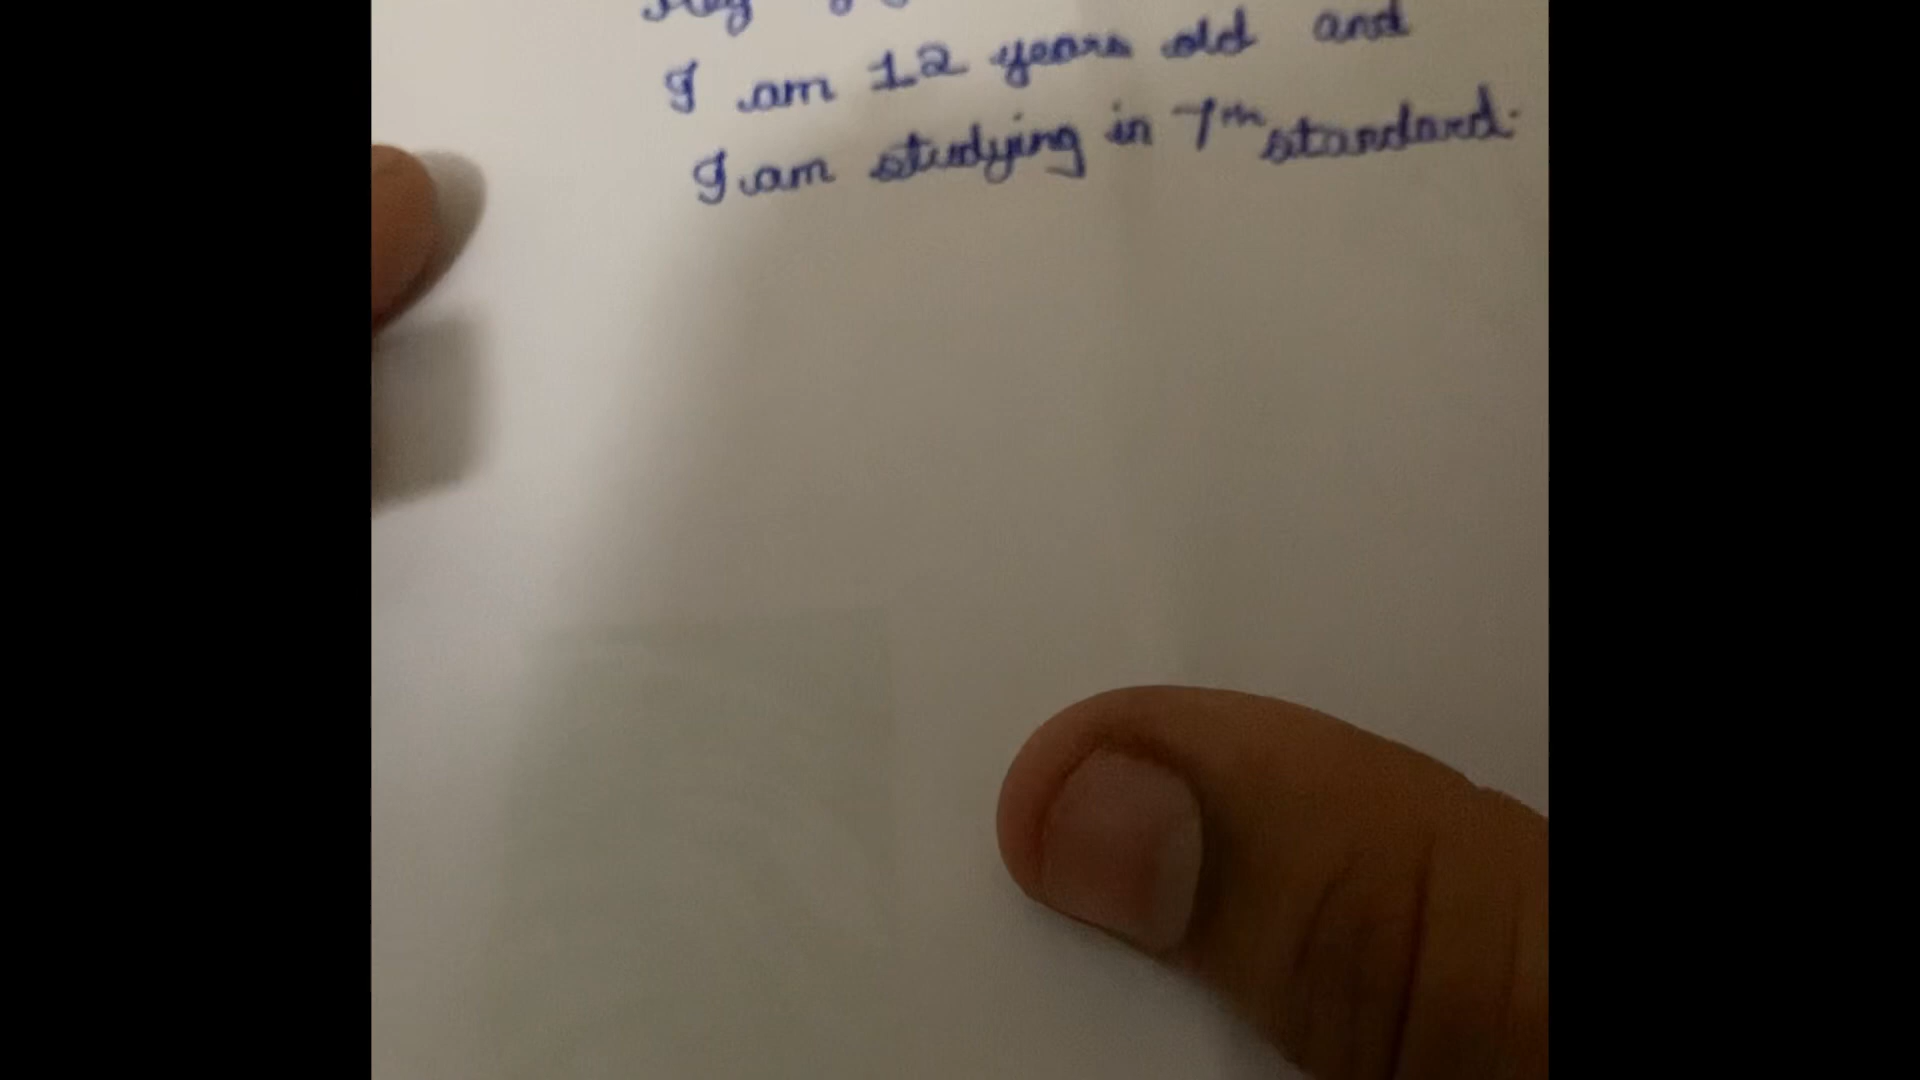 I am 12 years old and
I am studying in 7th standard.